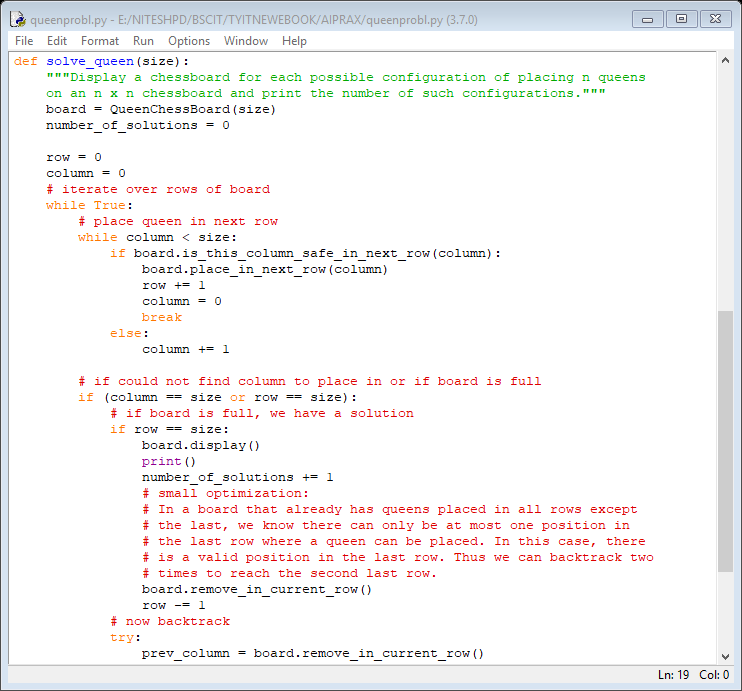 queenprobl.py - E:/NITESHPD/BSCIT/TYITNEWEBOOK/AIPRAX/queenprobl.py (3.7.0)
File Edit Format Run Options Window Help
def solve_queen(size):
    """Display a chessboard for each possible configuration of placing n queens
    on an n x n chessboard and print the number of such configurations."""
    board = QueenChessBoard(size)
    number_of_solutions = 0

    row = 0
    column = 0
    # iterate over rows of board
    while True:
        # place queen in next row
        while column < size:
            if board.is_this_column_safe_in_next_row(column):
                board.place_in_next_row(column)
                row += 1
                column = 0
                break
            else:
                column += 1

        # if could not find column to place in or if board is full
        if (column == size or row == size):
            # if board is full, we have a solution
            if row == size:
                board.display()
                print()
                number_of_solutions += 1
                # small optimization:
                # In a board that already has queens placed in all rows except
                # the last, we know there can only be at most one position in
                # the last row where a queen can be placed. In this case, there
                # is a valid position in the last row. Thus we can backtrack two
                # times to reach the second last row.
                board.remove_in_current_row()
                row -= 1
            # now backtrack
            try:
                prev_column = board.remove_in_current_row()
Ln: 19 Col: 0